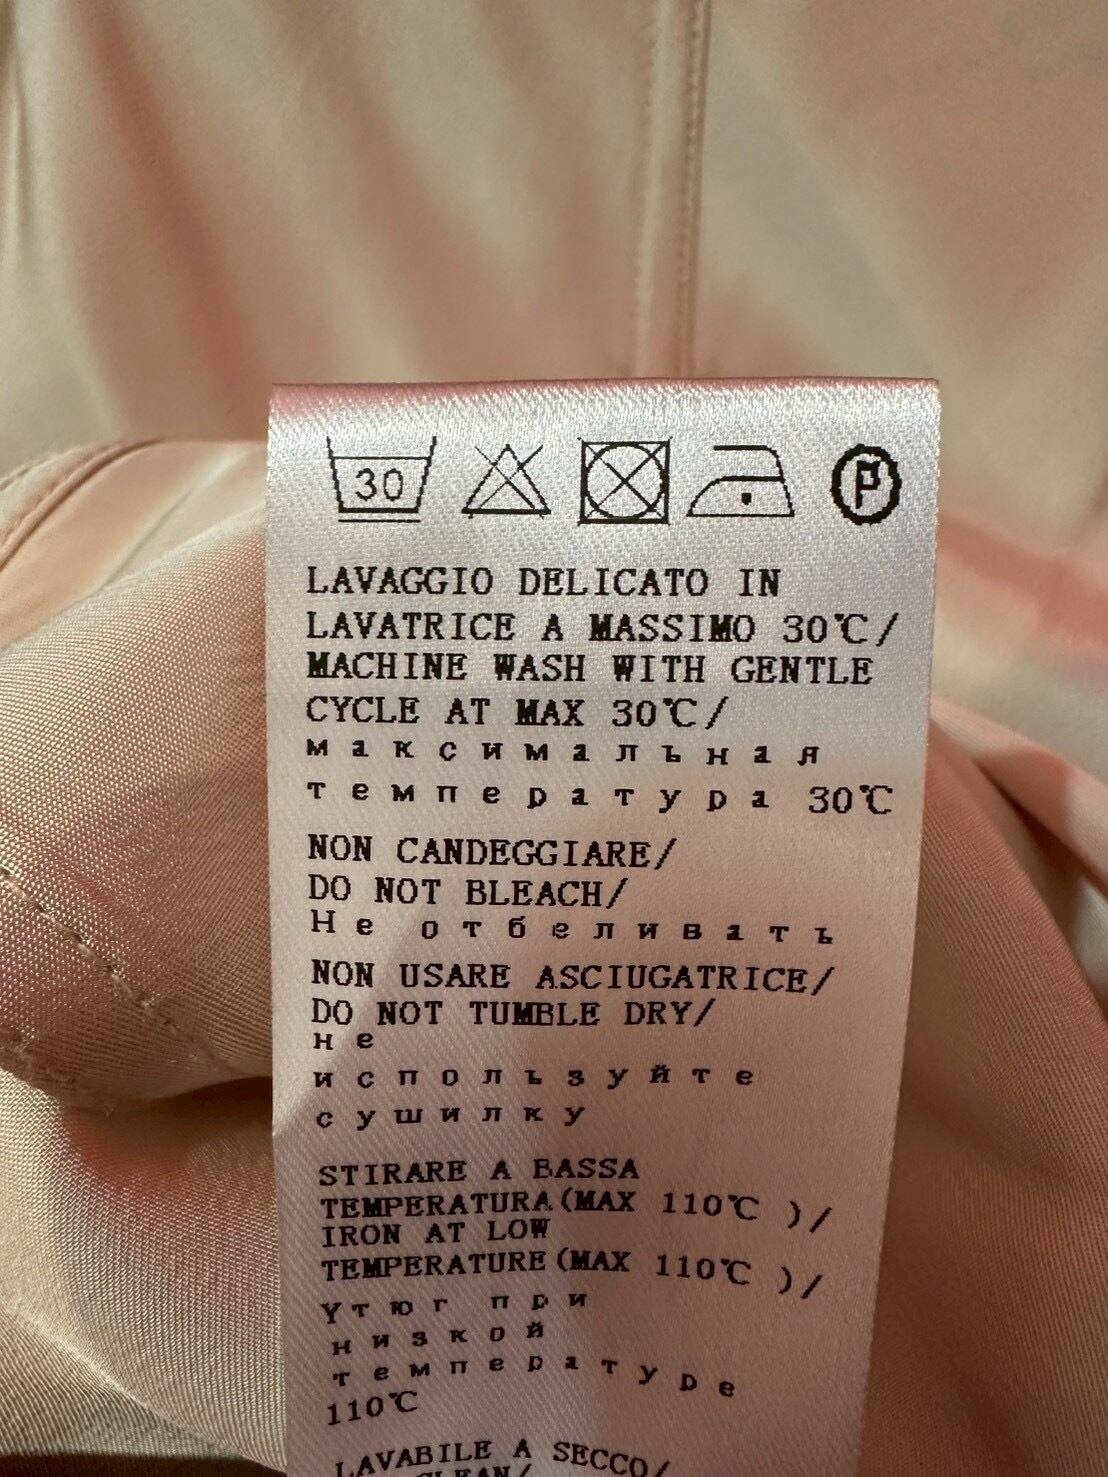 30 P
LAVAGGIO DELICATO IN
LAVATRICE A MASSIMO 30℃/
MACHINE WASH WITH GENTLE
CYCLE AT MAX 30℃/
максимальная
температура 30℃
NON CANDEGGIARE/
DO NOT BLEACH/
Не отбеливать
NON USARE ASCIUGATRICE/
DO NOT TUMBLE DRY/
не
используйте
сушилку
STIRARE A BASSA
TEMPERATURA(MAX 110℃ )/
IRON AT LOW
TEMPERATURE(MAX 110℃ )/
Утюг при
низкой
температуре
110℃
LAVABILE A SECCO/
CLEAN/